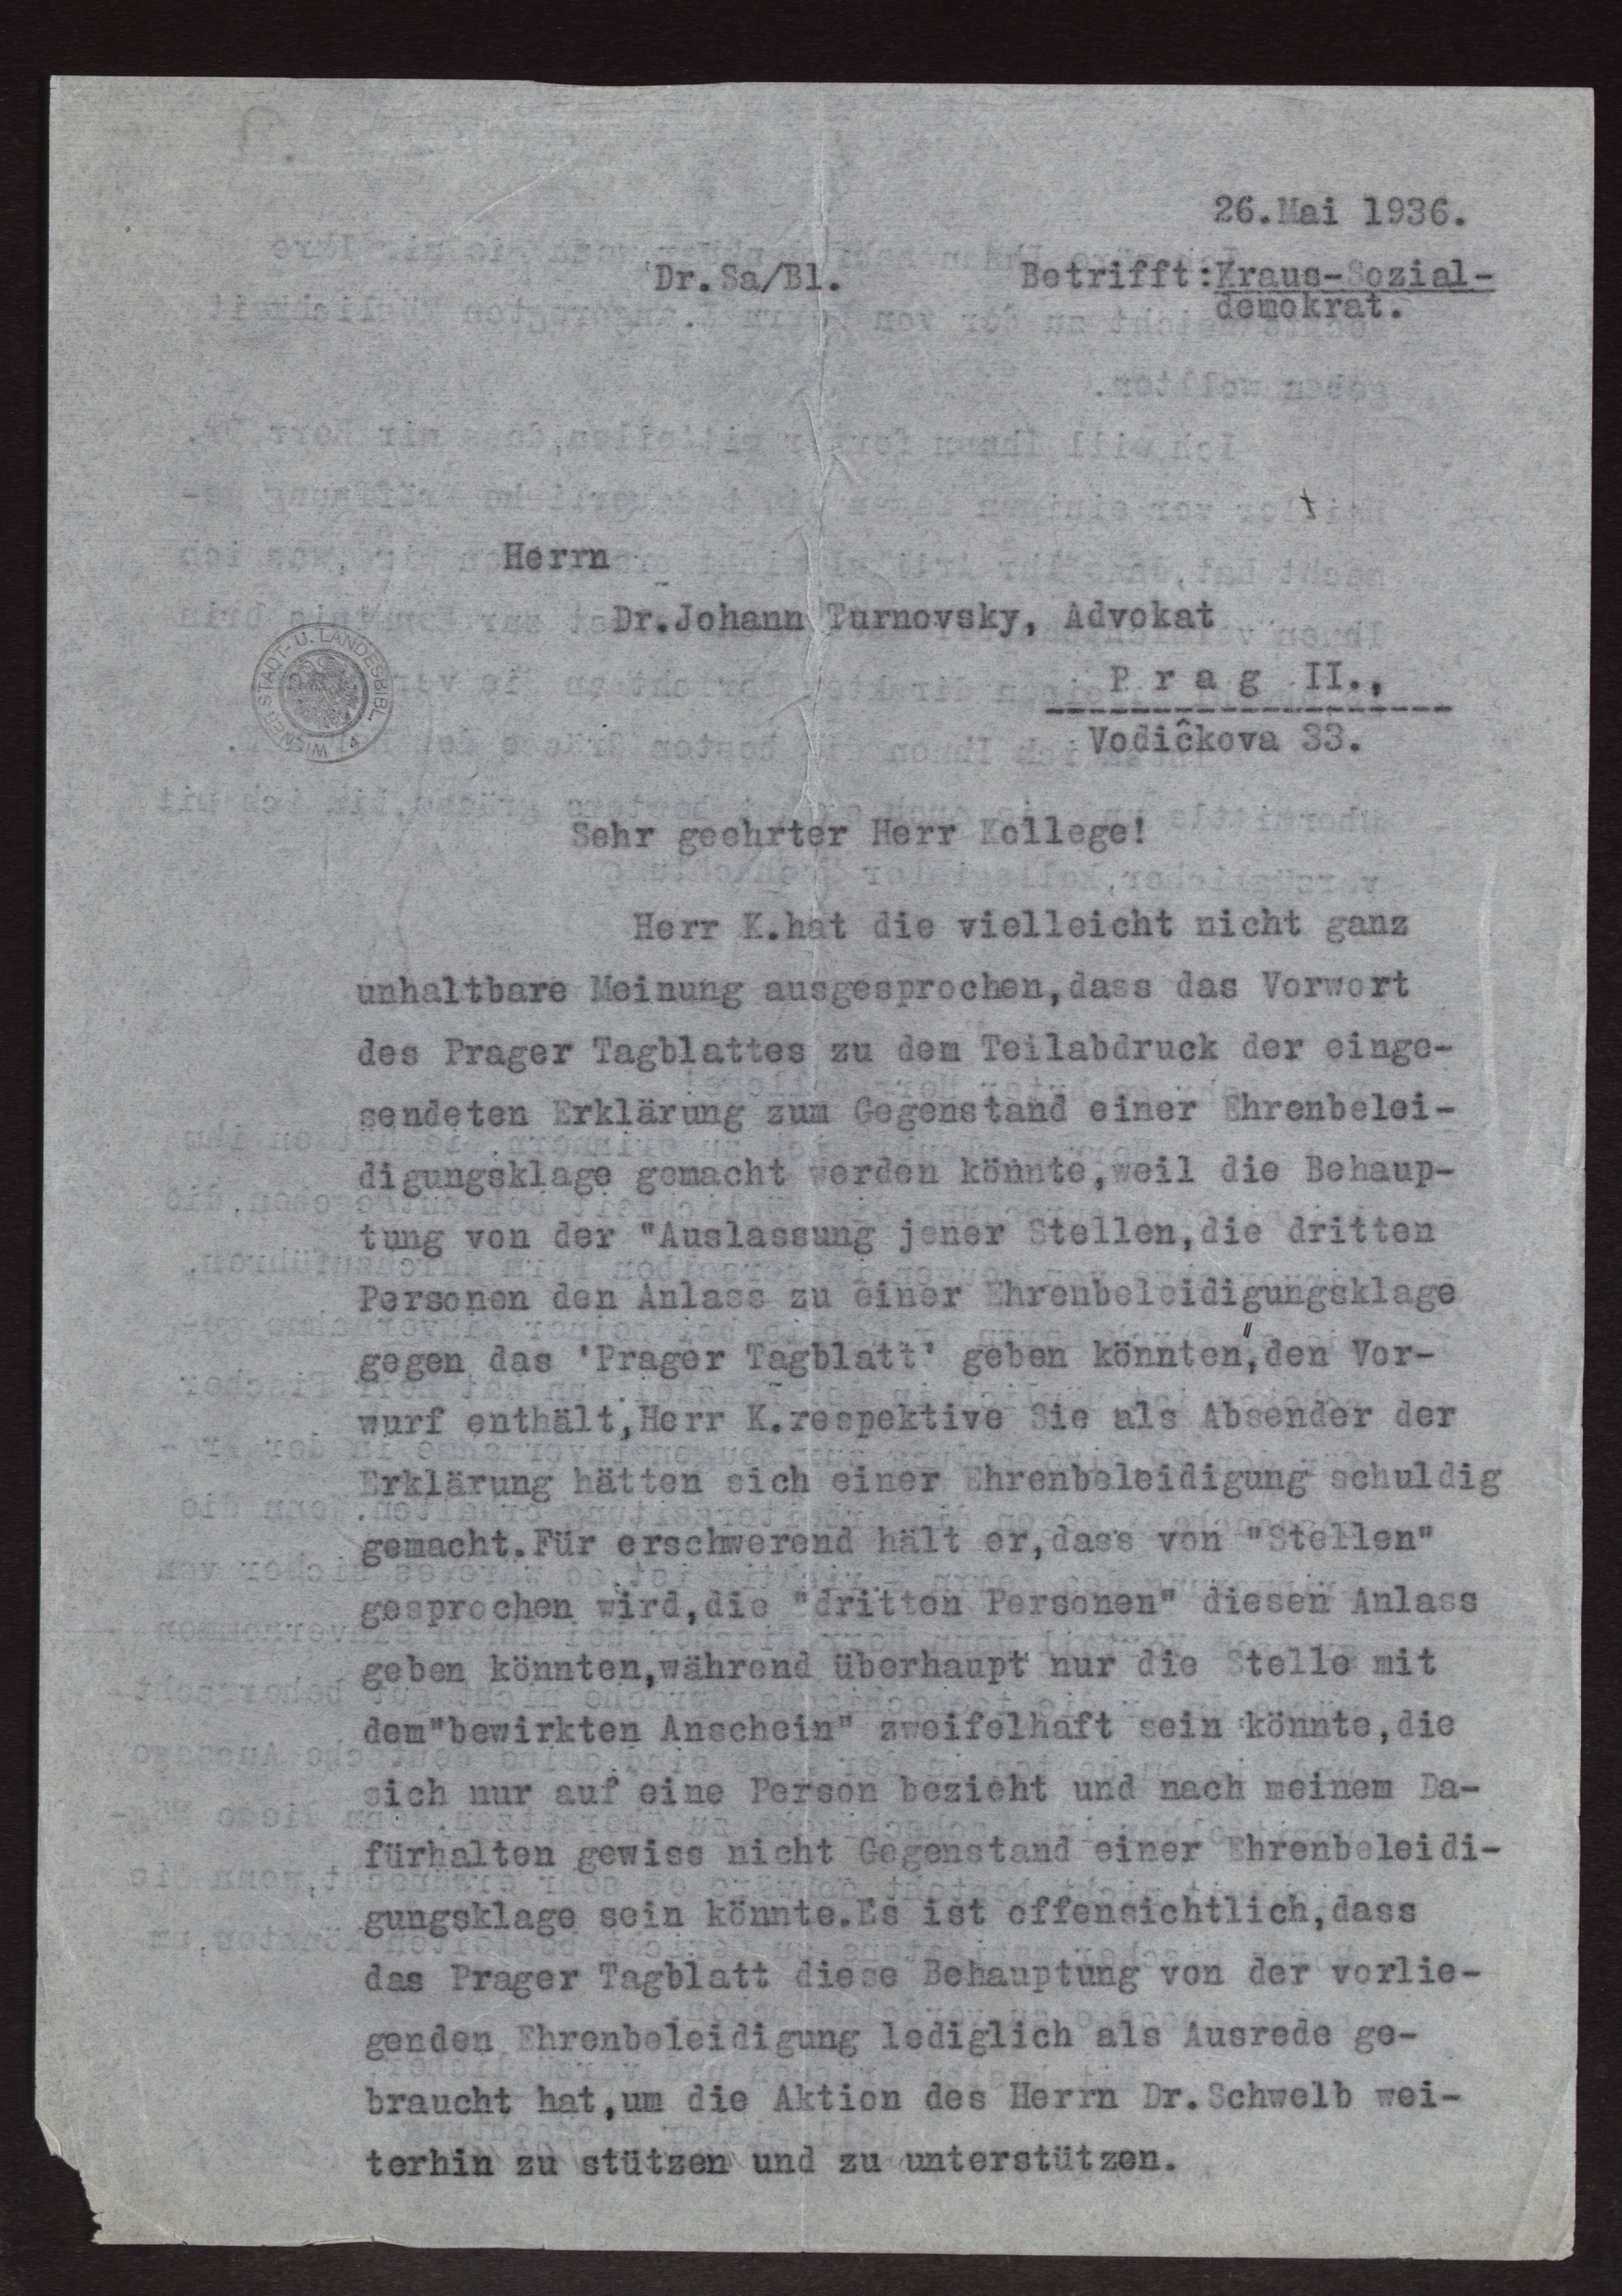 26.Mai 1936.
Dr.Sa/Bl. Betrifft:Kraus-Sozial-
demokrat.
Herrn
Dr.Johann Turnovsky, Advokat
P r a g II.,
Vodiĉkova 33.
WIENER STADT- U. LANDESBIBL. 4
Sehr geehrter Herr Kollege!
Herr K.hat die vielleicht nicht ganz
unhaltbare Meinung ausgesprochen,dass das Vorwort
des Prager Tagblattes zu dem Teilabdruck der einge-
sendeten Erklärung zum Gegenstand einer Ehrenbelei-
digungsklage gemacht werden könnte,weil die Behaup-
tung von der "Auslassung jener Stellen,die dritten
Personen den Anlass zu einer Ehrenbeleidigungsklage
gegen das 'Prager Tagblatt' geben könnten",den Vor-
wurf enthält,Herr K.respektive Sie als Absender der
Erklärung hätten sich einer Ehrenbeleidigung schuldig
gemacht.Für erschwerend hält er,dass von "Stellen"
gesprochen wird,die "dritten Personen" diesen Anlass
geben könnten,während überhaupt nur die Stelle mit
dem"bewirkten Anschein" zweifelhaft sein könnte,die
sich nur auf eine Person bezieht und nach meinem Da-
fürhalten gewiss nicht Gegenstand einer Ehrenbeleidi-
gungsklage sein könnte.Es ist offensichtlich,dass
das Prager Tagblatt diese Behauptung von der vorlie-
genden Ehrenbeleidigung lediglich als Ausrede ge-
braucht hat,um die Aktion des Herrn Dr.Schwelb wei-
terhin zu stützen und zu unterstützen.